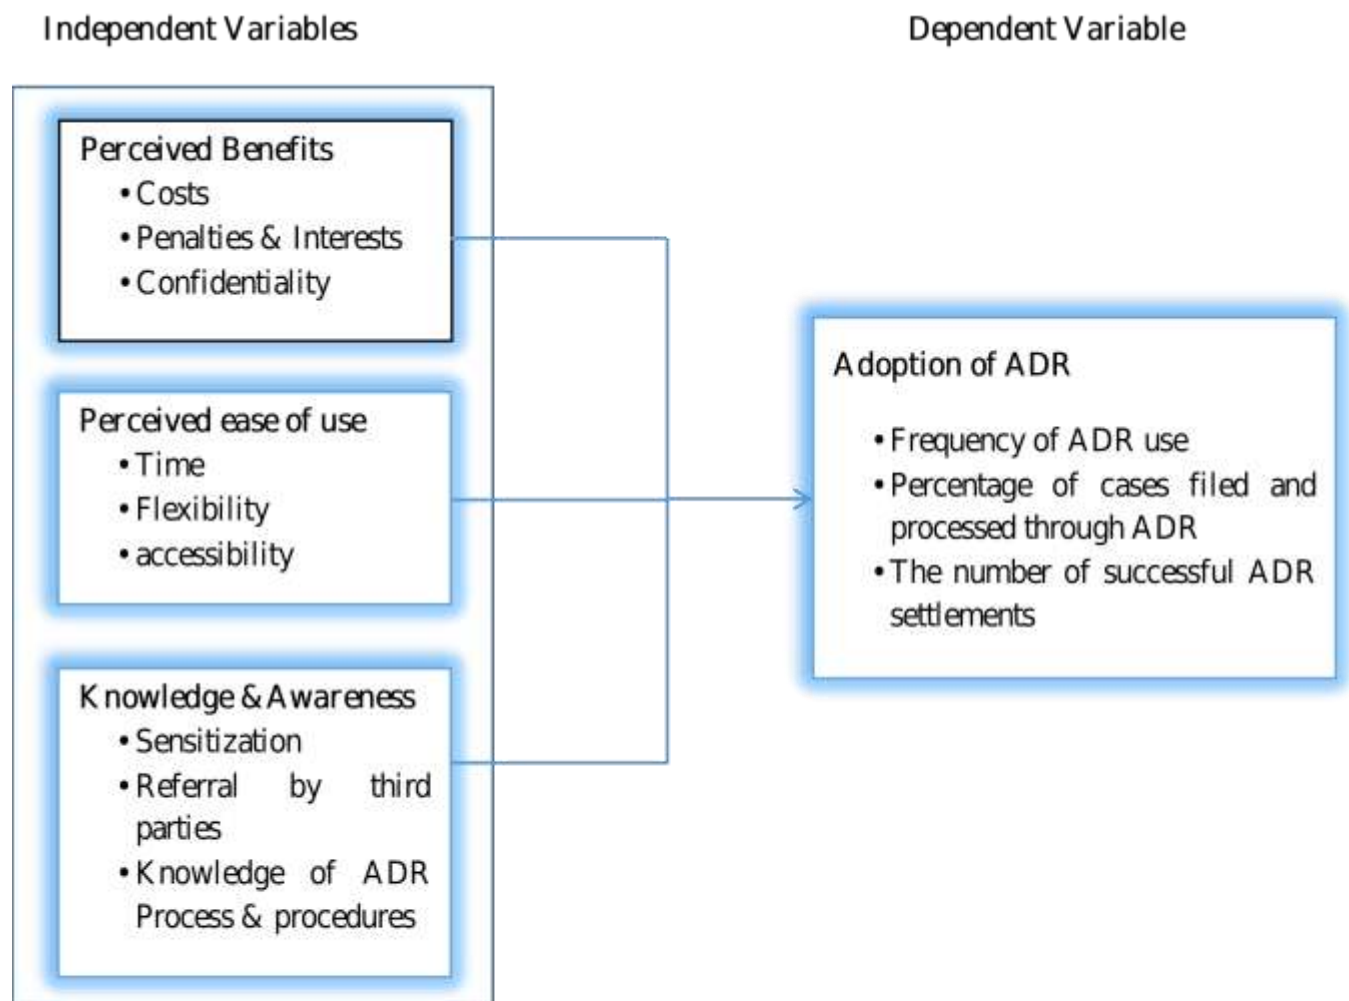 Independent Variables
Dependent Variable
Perceived Benefits
• Costs
• Penalties & Interests
• Confidentiality
Perceived ease of use
• Time
• Flexibility
• accessibility
Knowledge & Awareness
• Sensitization
• Referral by third
parties
• Knowledge of ADR
Process & procedures
Adoption of ADR
• Frequency of ADR use
• Percentage of cases filed and
processed through ADR
• The number of successful ADR
settlements